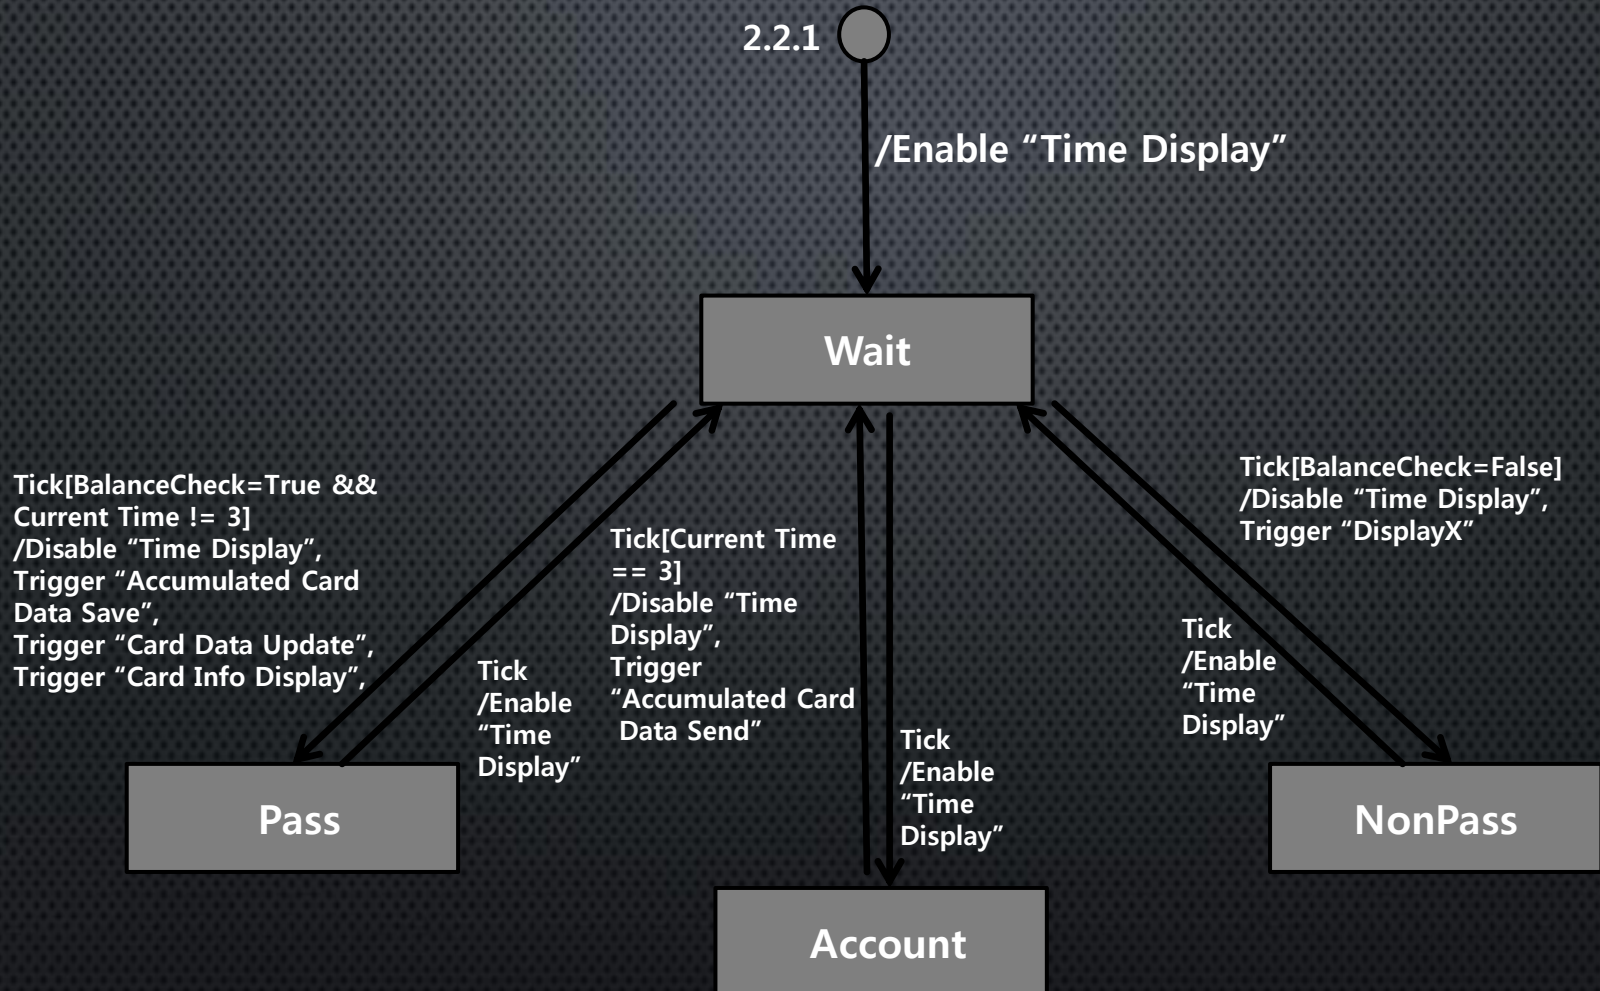 2.2.1
/Enable “Time Display”
Wait
Tick[BalanceCheck=True &&
Current Time != 3]
/Disable “Time Display”,
Trigger “Accumulated Card
Data Save”,
Trigger “Card Data Update”,
Trigger “Card Info Display”,
Tick
/Enable
“Time
Display”
Tick[Current Time
== 3]
/Disable “Time
Display”,
Trigger
“Accumulated Card
Data Send”
Tick
/Enable
“Time
Display”
Tick[BalanceCheck=False]
/Disable “Time Display”,
Trigger “DisplayX”
Tick
/Enable
“Time
Display”
Pass
Account
NonPass